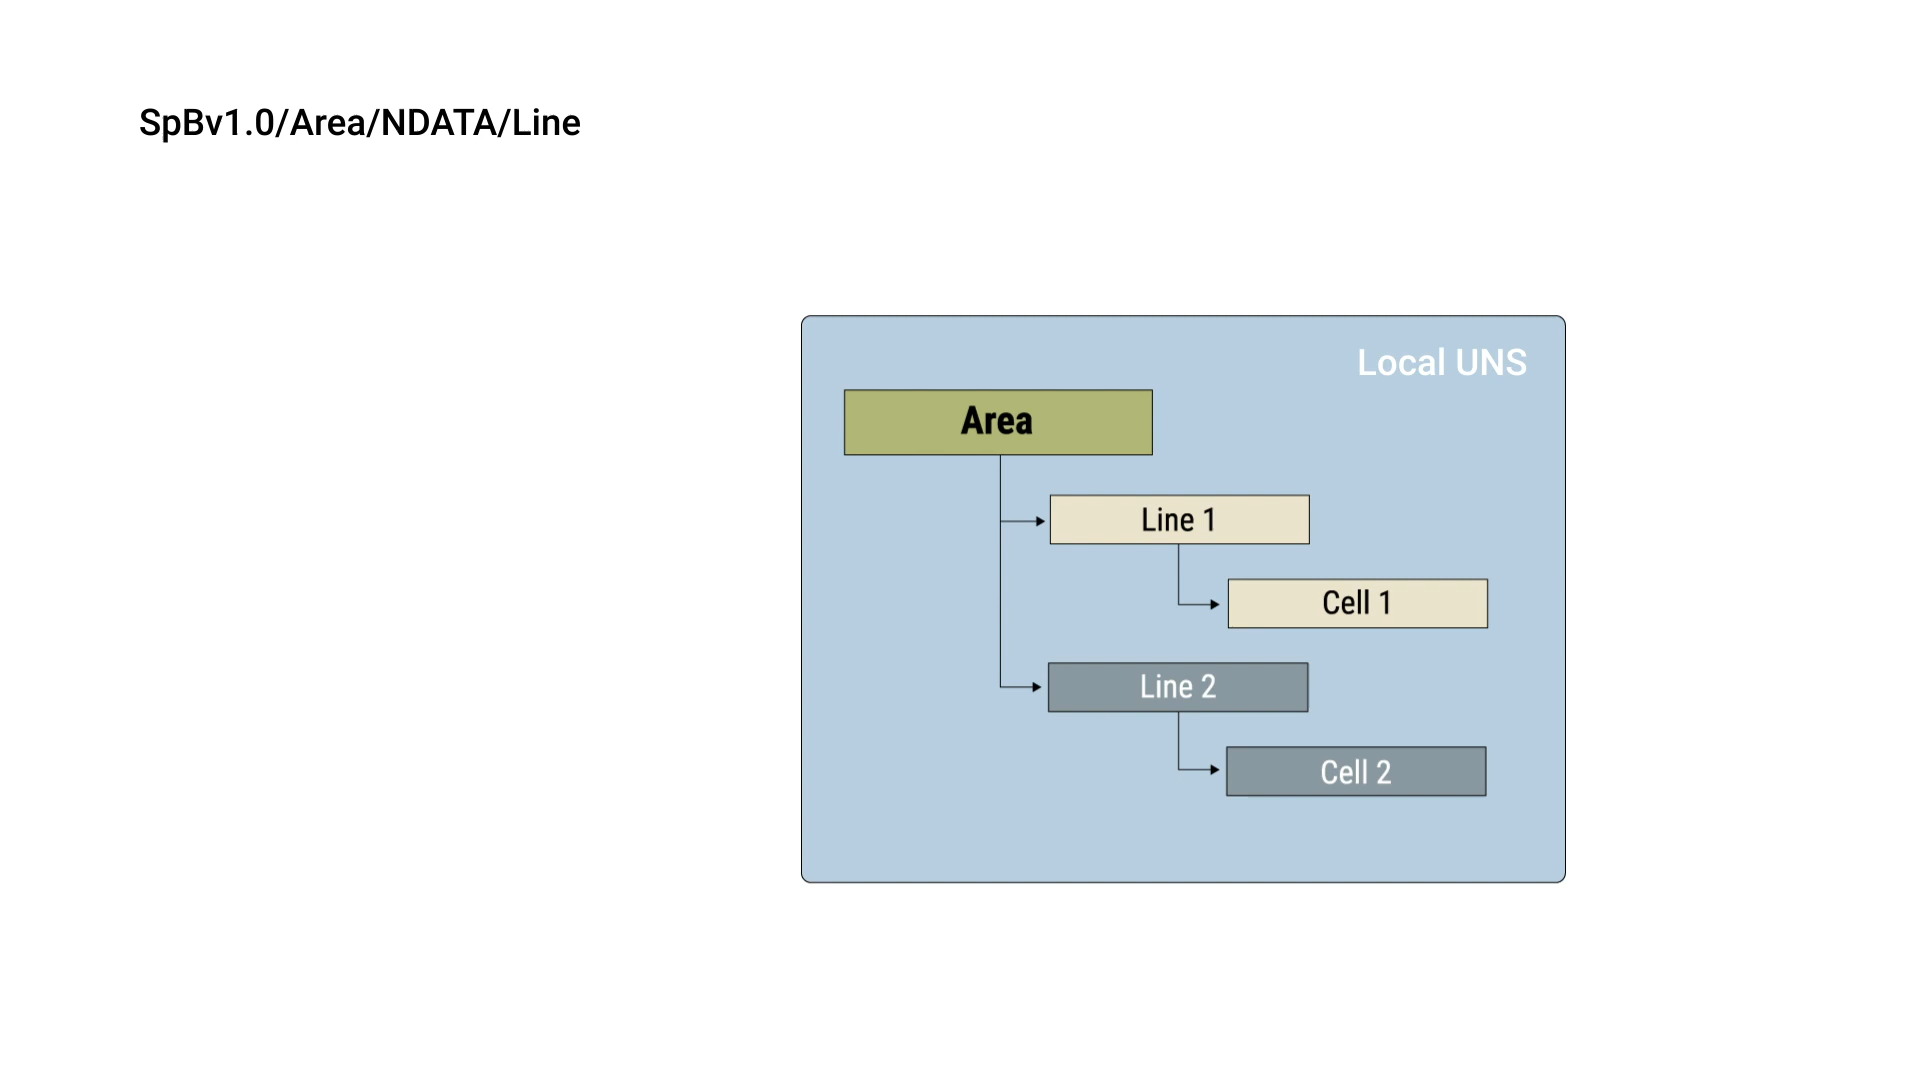 SpBv1.0/Area/NDATA/Line
Local UNS
Area
Line 1
Cell 1
Line 2
Cell 2